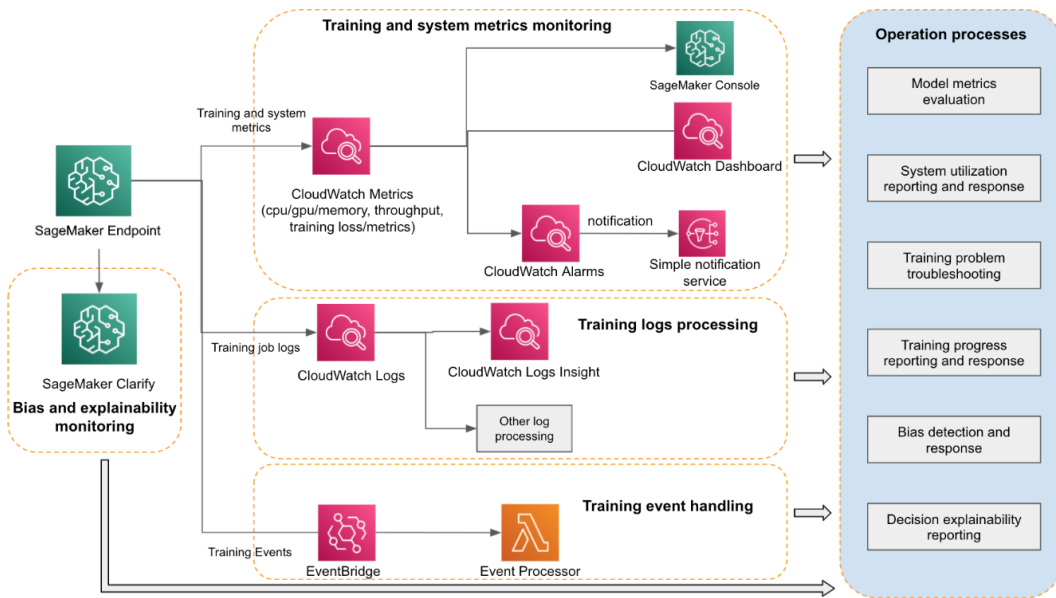 Training and system metrics monitoring
Training and system
metrics
SageMaker Console
CloudWatch Dashboard
CloudWatch Metrics
(cpu/gpu/memory, throughput,
training loss/metrics)
notification
CloudWatch Alarms
Simple notification
service
SageMaker Endpoint
SageMaker Clarify
Bias and explainability
monitoring
Training logs processing
Training job logs
CloudWatch Logs
CloudWatch Logs Insight
Other log
processing
Training event handling
Training Events
EventBridge
Event Processor
Operation processes
Model metrics
evaluation
System utilization
reporting and response
Training problem
troubleshooting
Training progress
reporting and response
Bias detection and
response
Decision explainability
reporting